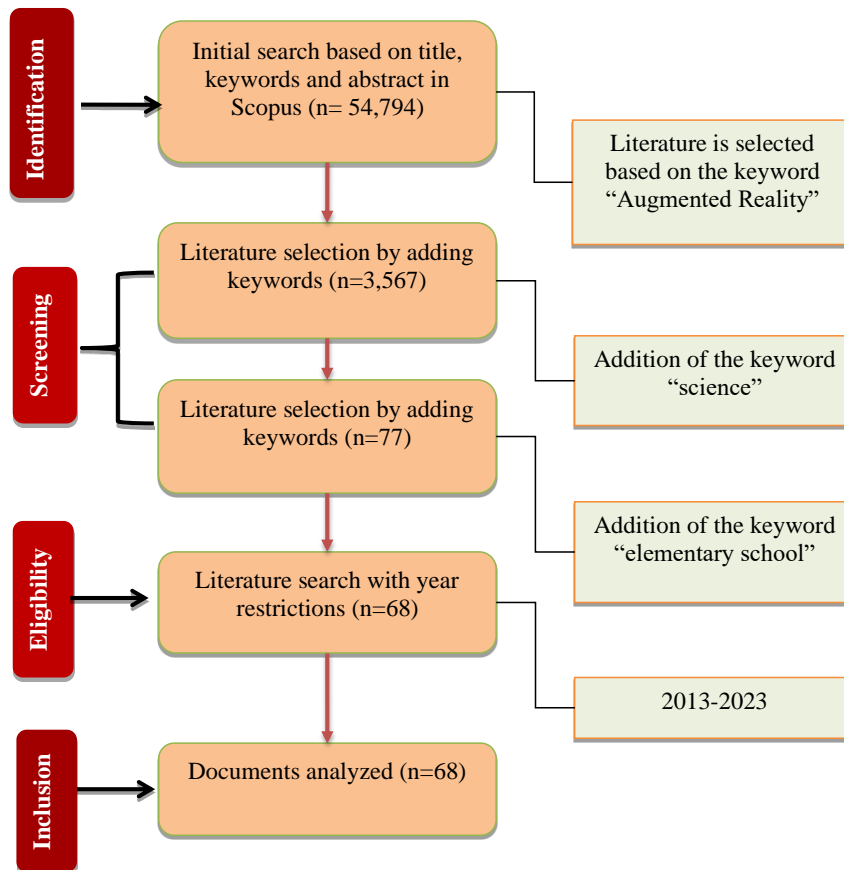 Identification
Initial search based on title,
keywords and abstract in
Scopus (n= 54,794)
Literature is selected
based on the keyword
“Augmented Reality”
Screening
Literature selection by adding
keywords (n=3,567)
Addition of the keyword
“science”
Literature selection by adding
keywords (n=77)
Addition of the keyword
“elementary school”
Eligibility
Literature search with year
restrictions (n=68)
2013-2023
Inclusion
Documents analyzed (n=68)